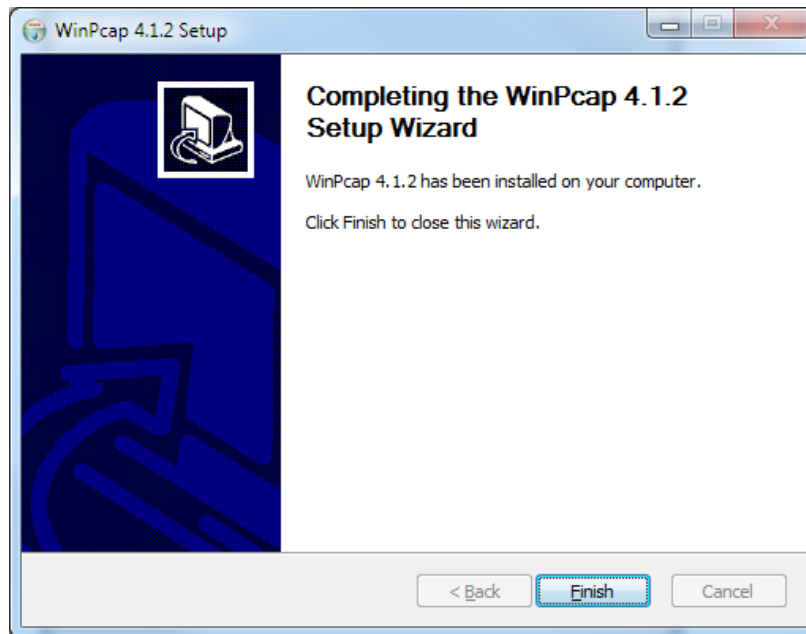 WinPcap 4.1.2 Setup
Completing the WinPcap 4.1.2
Setup Wizard
WinPcap 4.1.2 has been installed on your computer.
Click Finish to close this wizard.
< Back
Finish
Cancel